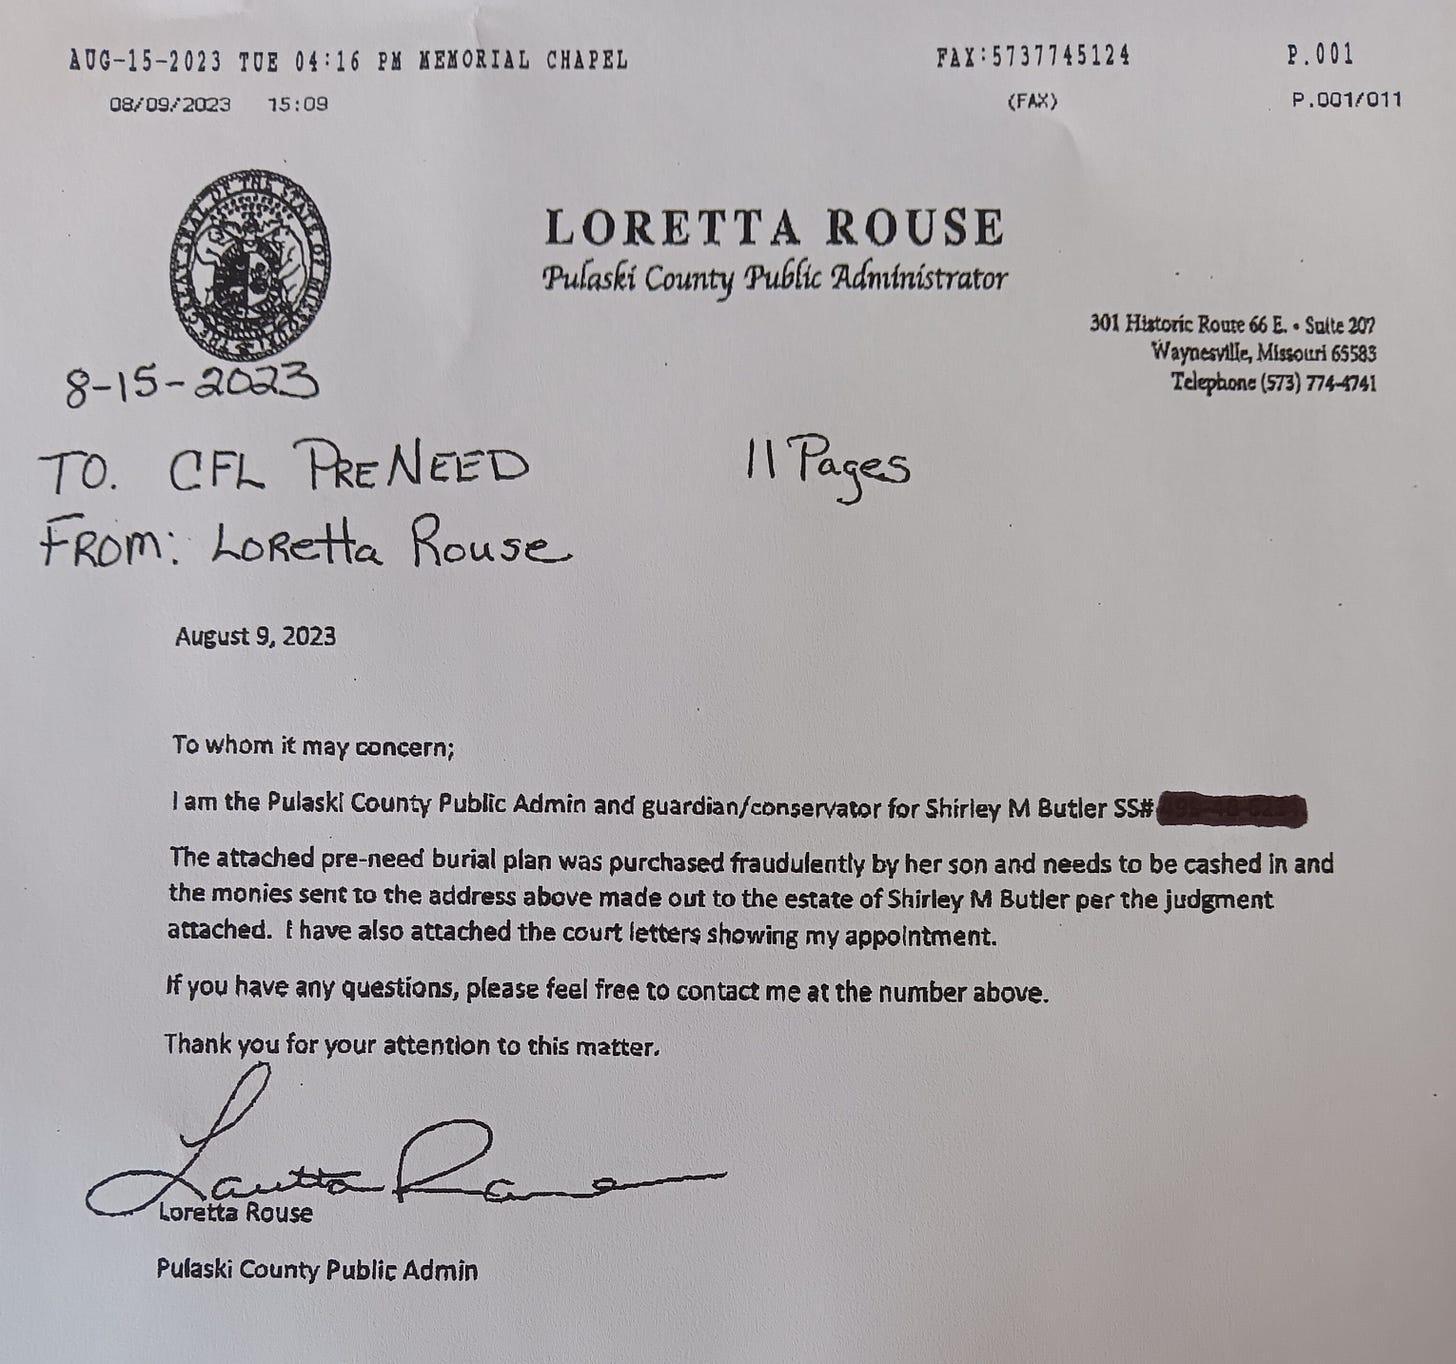 AUG-15-2023 TUE 04:16 PM MEMORIAL CHAPEL FAX:5737745124 P.001
08/09/2023 15:09 (FAX) P.001/011
LORETTA ROUSE
Pulaski County Public Administrator
301 Historic Route 66 E. • Suite 207
Waynesville, Missouri 65583
Telephone (573) 774-4741
8-15-2023
TO. CFL PRENEED 11 Pages
FROM: Loretta Rouse
August 9, 2023
To whom it may concern;
I am the Pulaski County Public Admin and guardian/conservator for Shirley M Butler SS#
The attached pre-need burial plan was purchased fraudulently by her son and needs to be cashed in and
the monies sent to the address above made out to the estate of Shirley M Butler per the judgment
attached. I have also attached the court letters showing my appointment.
If you have any questions, please feel free to contact me at the number above.
Thank you for your attention to this matter.
Loretta Rouse
Loretta Rouse
Pulaski County Public Admin